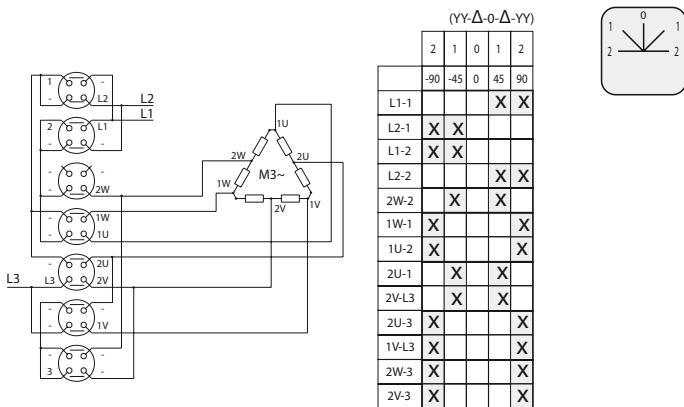 (YY-Δ-0-Δ-YY)
2 1 0 1 2
-90 -45 0 45 90
L1-1 X X
L2-1 X X
L1-2 X X
L2-2 X X
2W-2 X X
1W-1 X X
1U-2 X X
2U-1 X X
2V-L3 X X
2U-3 X X
1V-L3 X X
2W-3 X X
2V-3 X X
0
1 1
2 2
1 -
- L2
L2
L1
2 L1
- -
- -
- 2W
- 1W
- 1U
- 2U
L3
L3 2V
- -
- 1V
- -
3 -
1U
2W 2U
M3~
1W 1V
2V